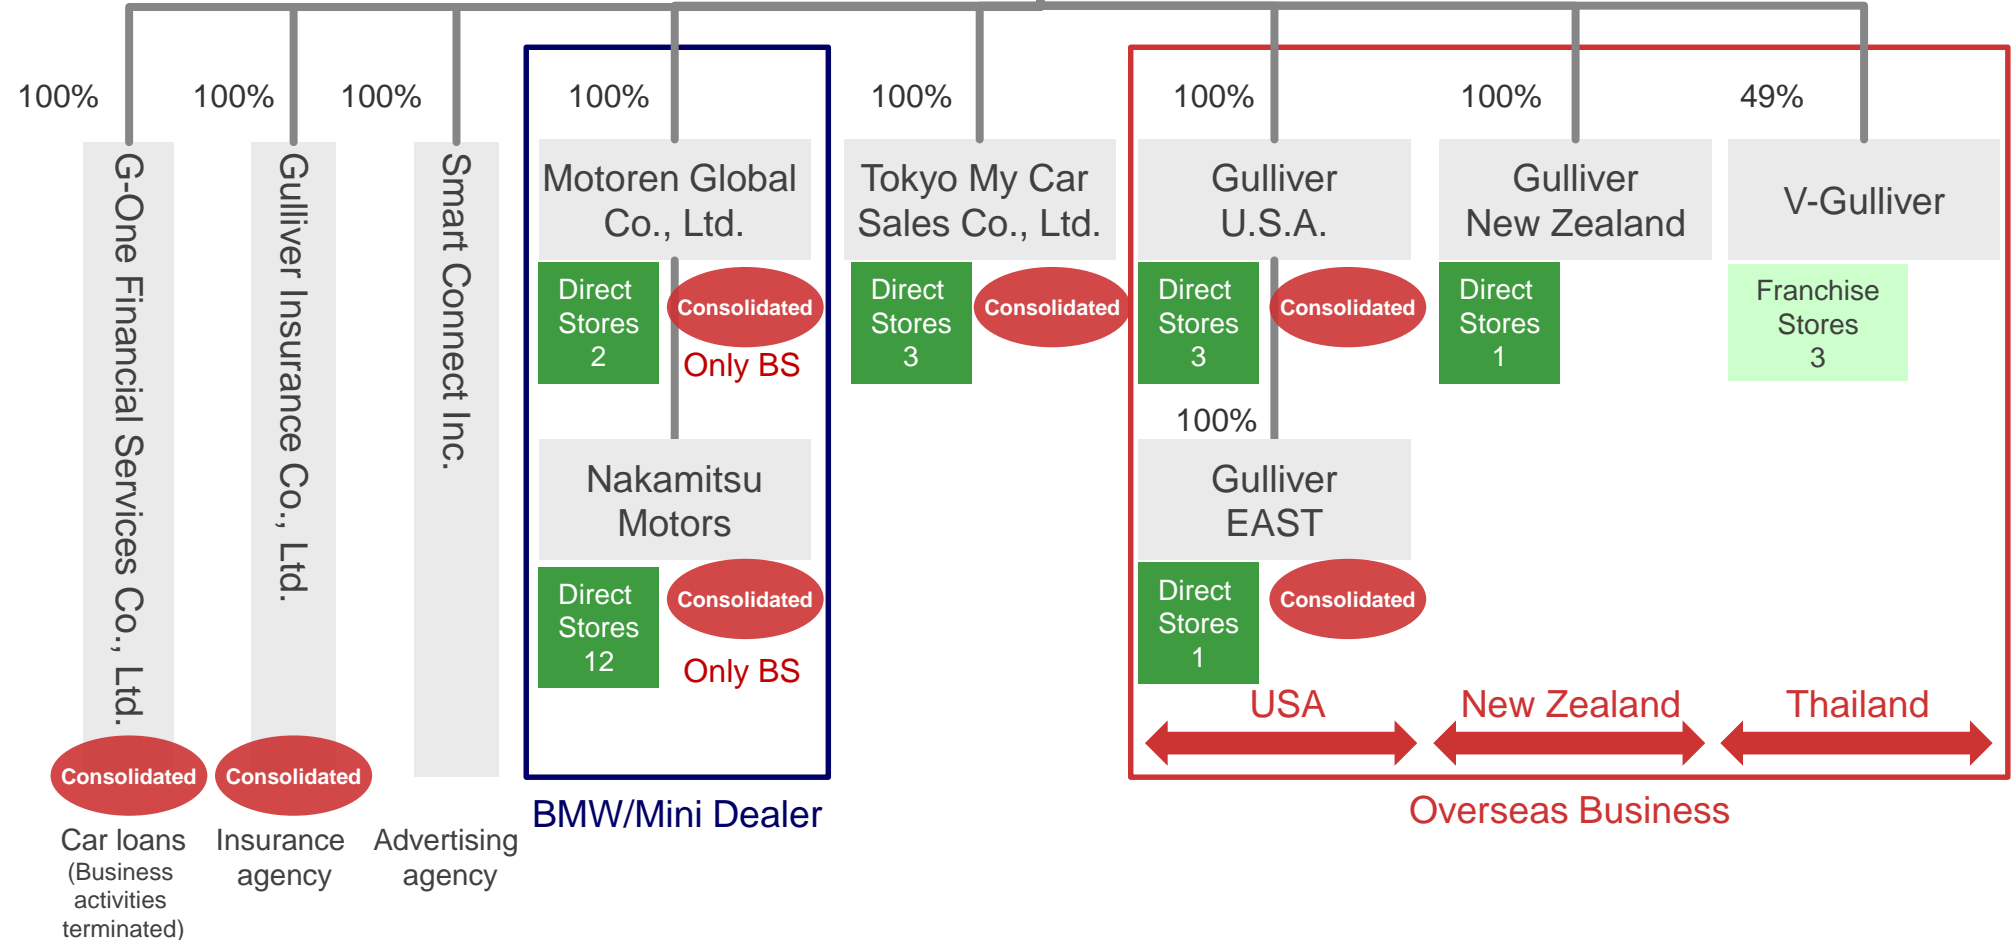 100%
100%
100%
100%
100%
100%
100%
49%
G-One Financial Services Co., Ltd.
Gulliver Insurance Co., Ltd.
Smart Connect Inc.
Motoren Global
Co., Ltd.
Tokyo My Car
Sales Co., Ltd.
Gulliver
U.S.A.
Gulliver
New Zealand
V-Gulliver
Direct
Stores
2
Consolidated
Only BS
Direct
Stores
3
Consolidated
Direct
Stores
3
Consolidated
Direct
Stores
1
Franchise
Stores
3
100%
Nakamitsu
Motors
Gulliver
EAST
Direct
Stores
12
Consolidated
Only BS
Direct
Stores
1
Consolidated
USA
New Zealand
Thailand
Consolidated
Consolidated
BMW/Mini Dealer
Overseas Business
Car loans
(Business
activities
terminated)
Insurance
agency
Advertising
agency